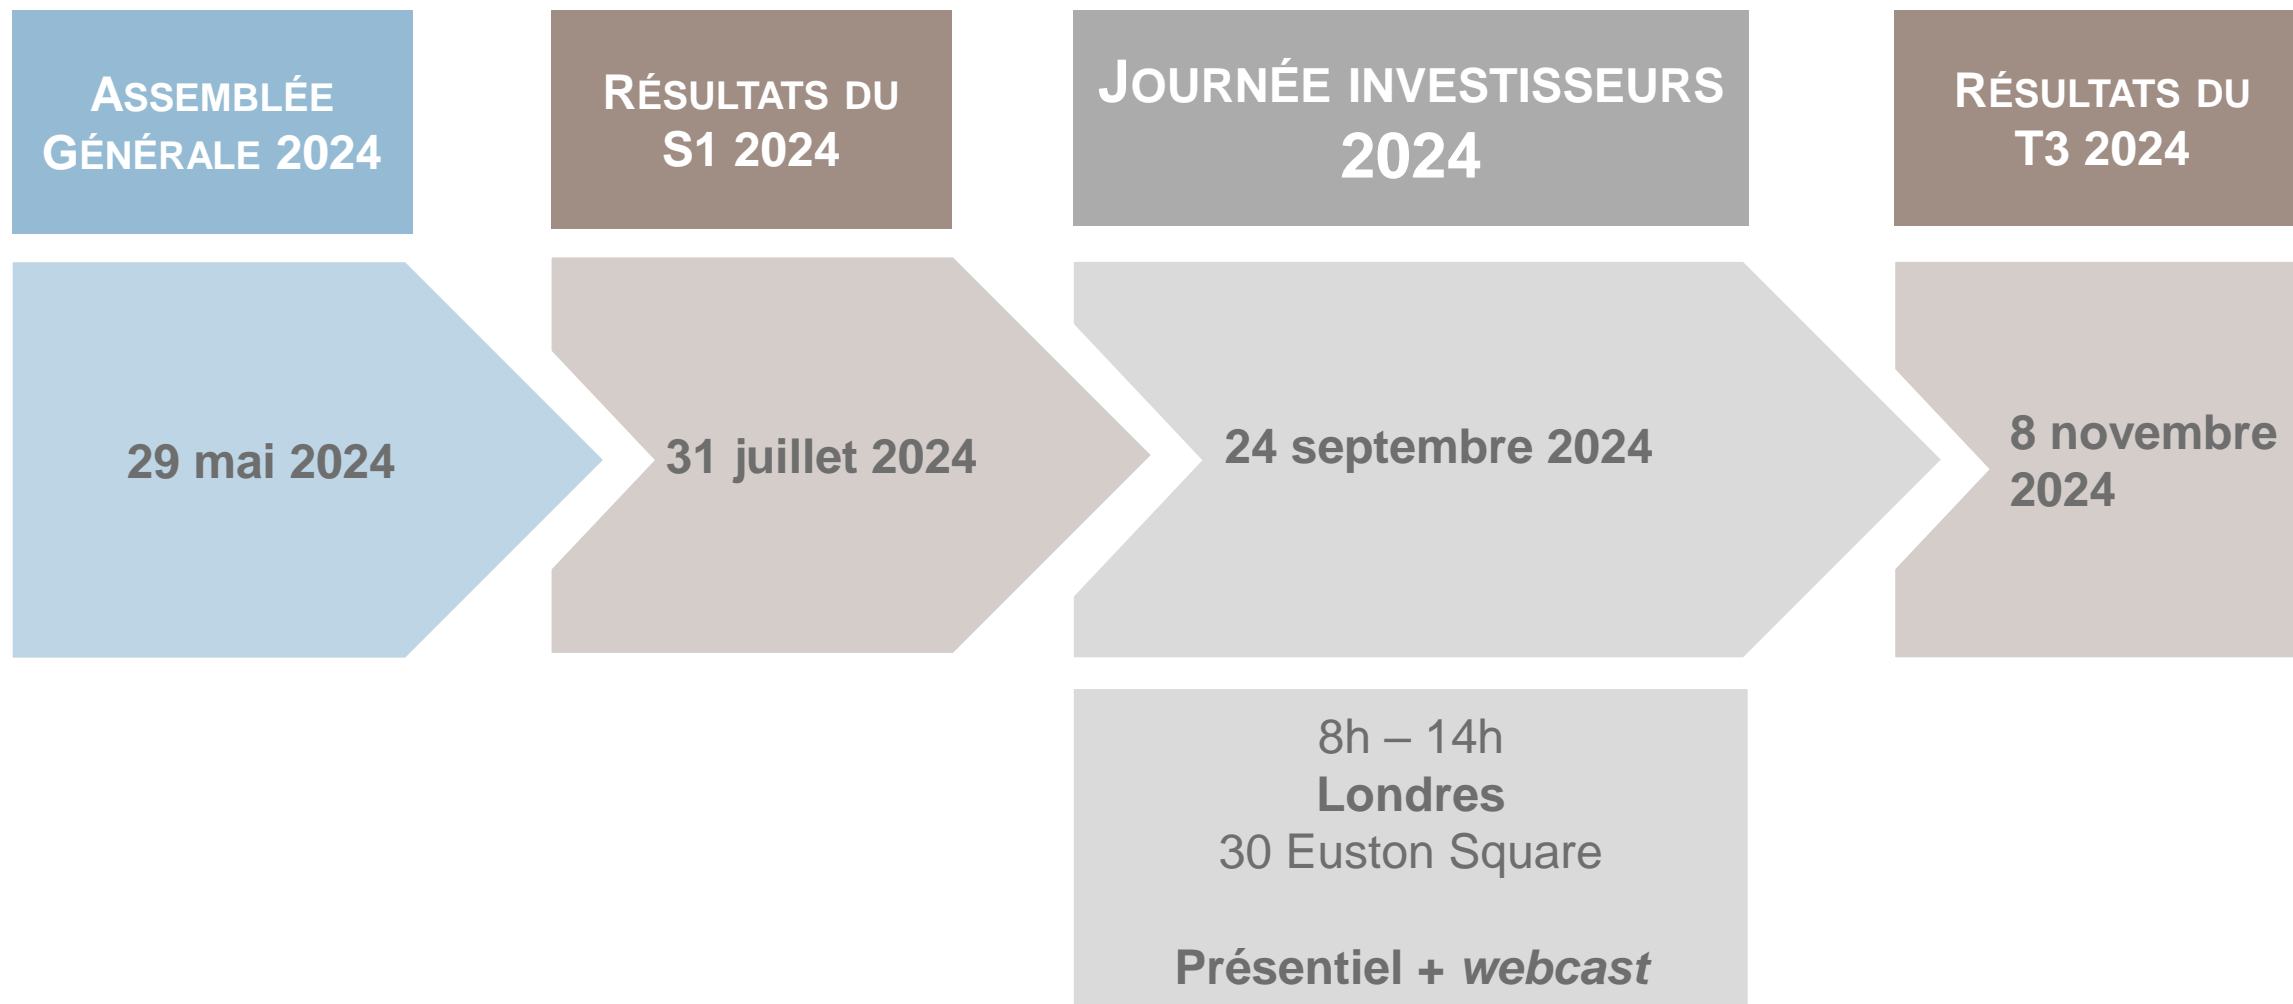 ASSEMBLÉE
GÉNÉRALE 2024
RÉSULTATS DU
S1 2024
JOURNÉE INVESTISSEURS
2024
RÉSULTATS DU
T3 2024
29 mai 2024
31 juillet 2024
24 septembre 2024
8 novembre
2024
8h – 14h
Londres
30 Euston Square
Présentiel + webcast